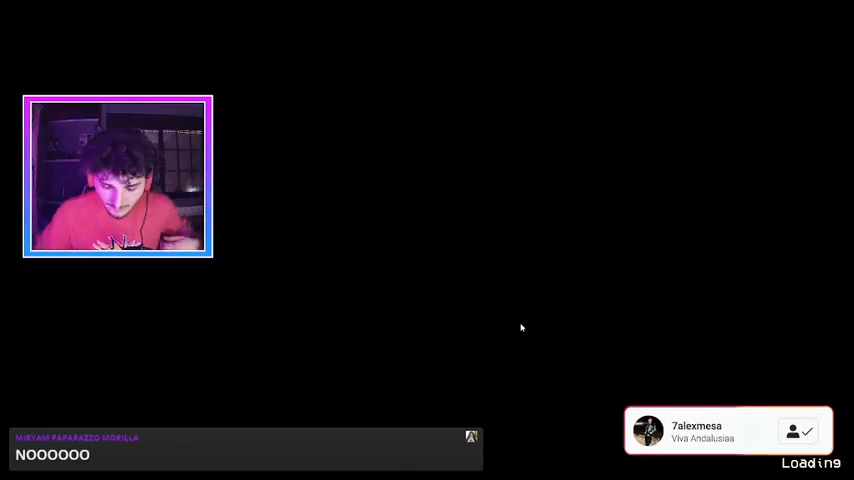 MIRYAM PAPARAZZO MORILLA
NOOOOOO
7alexmesa
Viva Andalusiaa
Loading